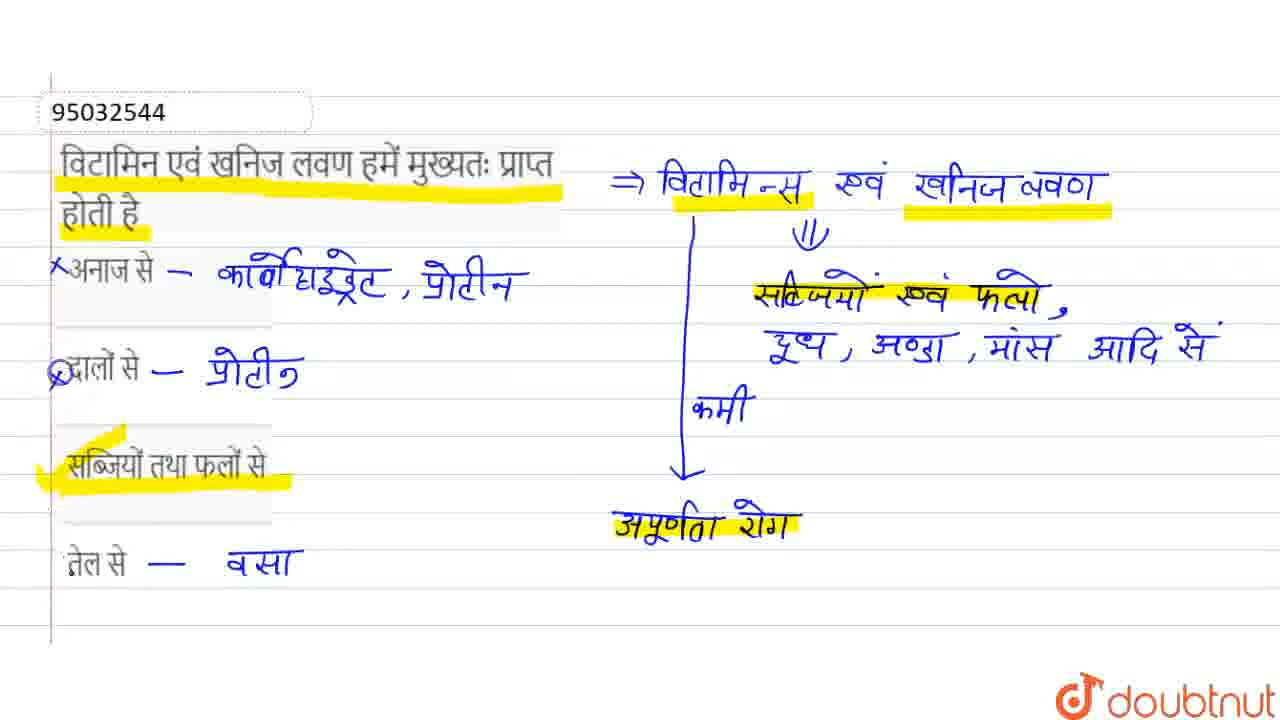 95032544
विटामिन एवं खनिज लवण हमें मुख्यतः प्राप्त
होती हे
अनाज से – कार्बोहाइड्रेट, प्रोटीन
दालों से – प्रोटीन
सब्जियों तथा फलों से
तेल से – वसा
⇒ विटामिन्स एवं खनिज लवण
सब्जियों एवं फलो,
दूध, अण्डा, मांस आदि से
कमी
अपूर्णता रोग
doubtnut